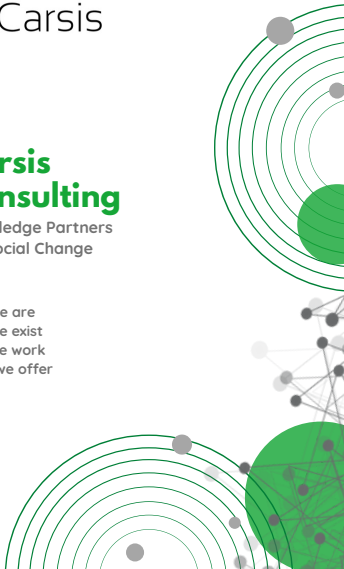 Carsis
rsis
nsulting
ledge Partners
ocial Change
e are
e exist
e work
we offer